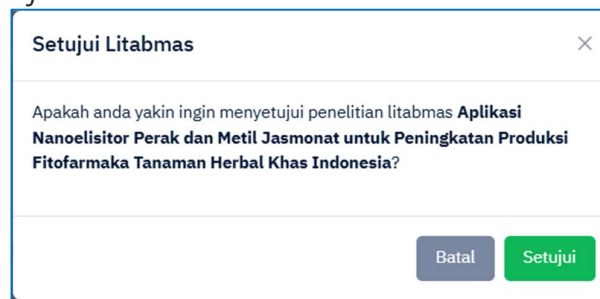 Setujui Litabmas
Apakah anda yakin ingin menyetujui penelitian litabmas Aplikasi
Nanoelisitor Perak dan Metil Jasmonat untuk Peningkatan Produksi
Fitofarmaka Tanaman Herbal Khas Indonesia?
Batal Setujui